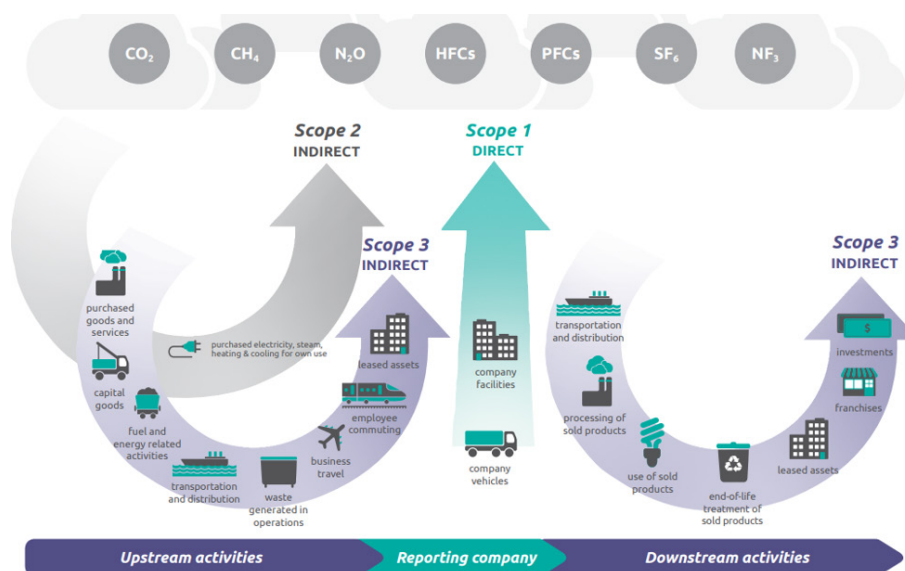 CO₂
CH₄
N₂O
HFCs
PFCs
SF₆
NF₃
Scope 2
INDIRECT
Scope 1
DIRECT
Scope 3
INDIRECT
Scope 3
INDIRECT
purchased
goods and
services
capital
goods
fuel and
energy related
activities
transportation
and distribution
waste
generated in
operations
business
travel
employee
commuting
leased assets
purchased electricity, steam,
heating & cooling for own use
company
facilities
company
vehicles
transportation
and distribution
processing of
sold products
use of sold
products
end-of-life
treatment of
sold products
leased assets
franchises
investments
$
Upstream activities
Reporting company
Downstream activities